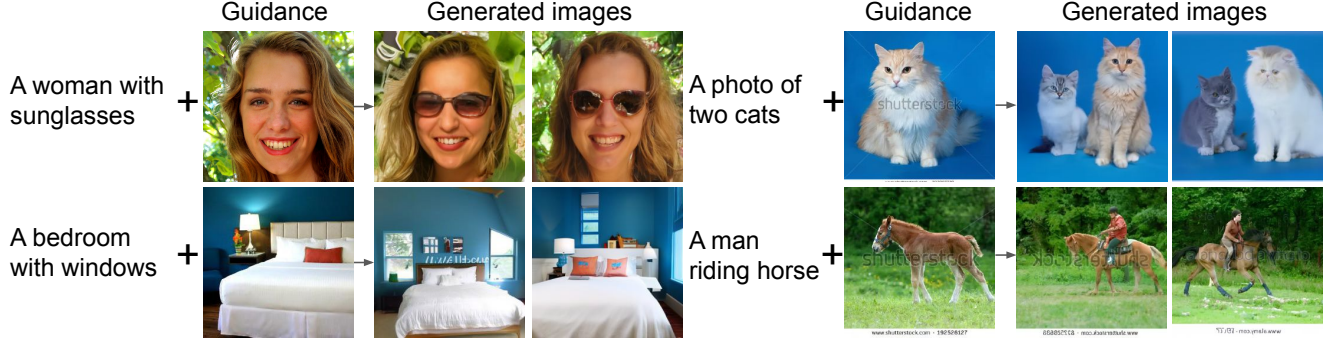 Guidance
Generated images
Guidance
Generated images
A woman with
sunglasses
+
A photo of
two cats
+
shutterstock
A bedroom
with windows
+
A man
riding horse
+
shutterstock
www.shutterstock.com · 192526127